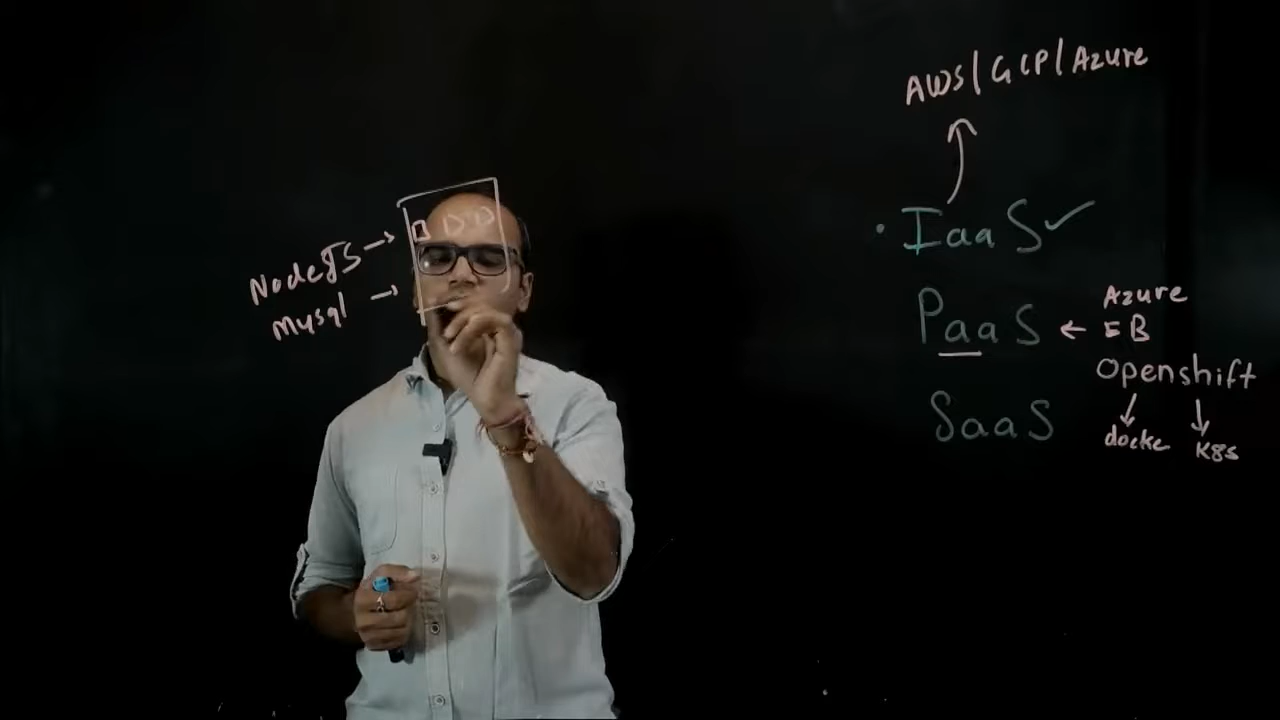 AWS/GCP/Azure
IaaS
NodeJS
Mysql
PaaS
Azure
EB
Openshift
docke
K8s
SaaS